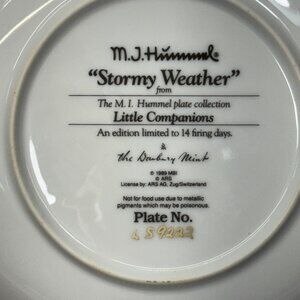 M.J.Hummel®
“Stormy Weather”
from
The M. I. Hummel plate collection
Little Companions
An edition limited to 14 firing days.
&
the Danbury Mint
© 1989 MBI
© ARS
License by: ARS AG, Zug/Switzerland
Not for food use due to metallic
pigments which may be poisonous.
Plate No.